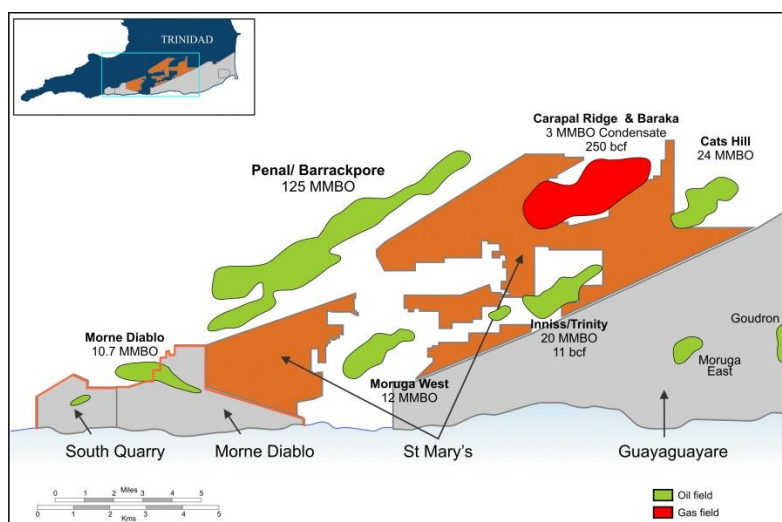 TRINIDAD
Carapal Ridge & Baraka
3 MMBO Condensate
250 bcf
Cats Hill
24 MMBO
Penal/ Barrackpore
125 MMBO
Morne Diablo
10.7 MMBO
Inniss/Trinity
20 MMBO
11 bcf
Goudron
Moruga
East
Moruga West
12 MMBO
South Quarry
Morne Diablo
St Mary's
Guayaguayare
Miles
0 1 2 3 4 5
0 1 2 3 4 5
Kms
Oil field
Gas field